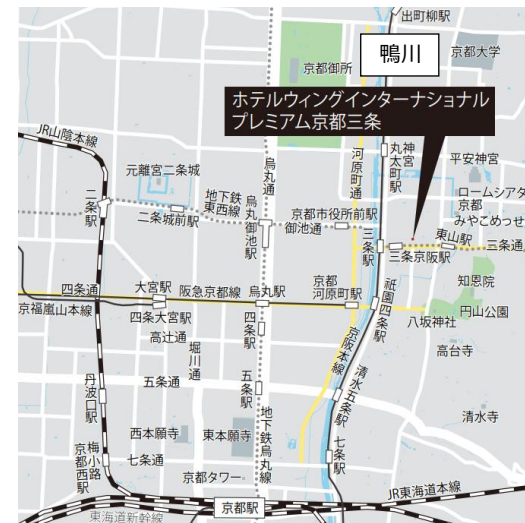 出町柳駅
鴨川
京都大学
京都御所
ホテルウィングインターナショナル
プレミアム京都三条
JR山陰本線
烏丸通
河原町通
神宮
丸太町駅
平安神宮
元離宮二条城
ロームシアター
京都
みやこめっせ
二条駅
地下鉄
東西線
二条城前駅
烏丸
御池駅
京都市役所前駅
御池通
三条駅
東山駅
三条通
三条京阪駅
知恩院
円山公園
四条通
大宮駅
阪急京都線
烏丸駅
京都
河原町駅
祇園四条駅
京福嵐山本線
四条大宮駅
四条駅
八坂神社
高辻通
堀川通
京阪本線
高台寺
五条通
五条駅
清水五条駅
丹波口駅
清水寺
西本願寺
東本願寺
地下鉄烏丸線
七条駅
梅小路
京都西駅
七条通
京都タワー
京都駅
JR東海道本線
東海道新幹線